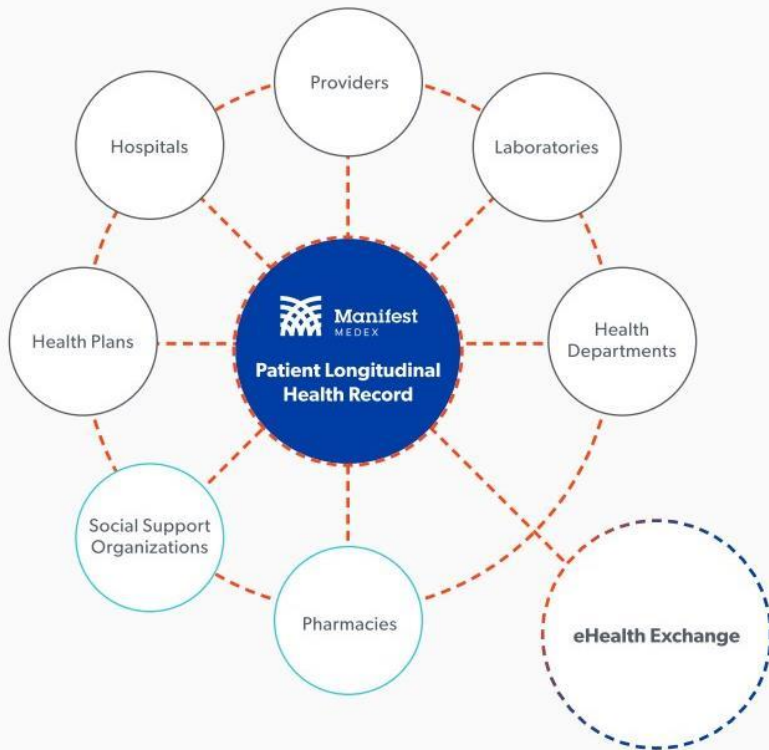 Providers
Hospitals
Laboratories
Manifest
MEDEX
Patient Longitudinal
Health Record
Health Plans
Health
Departments
Social Support
Organizations
Pharmacies
eHealth Exchange